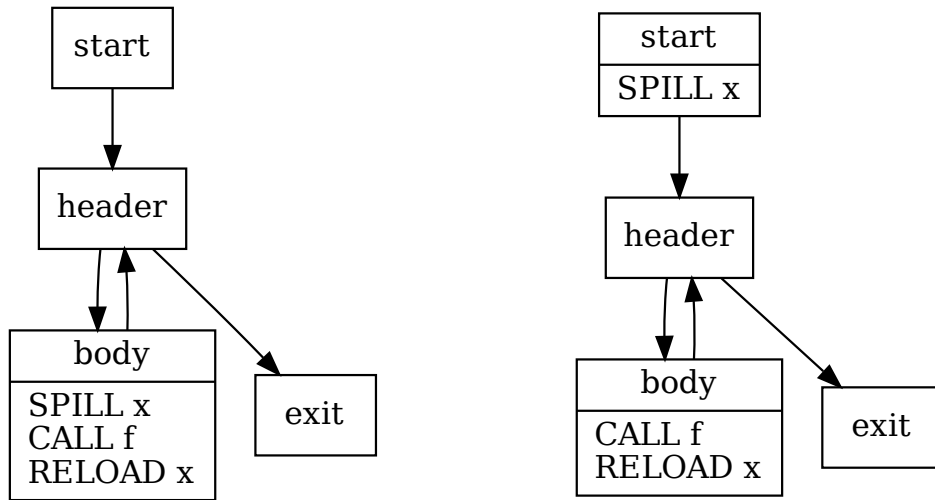 start
header
body
SPILL x
CALL f
RELOAD x
exit
start
SPILL x
header
body
CALL f
RELOAD x
exit